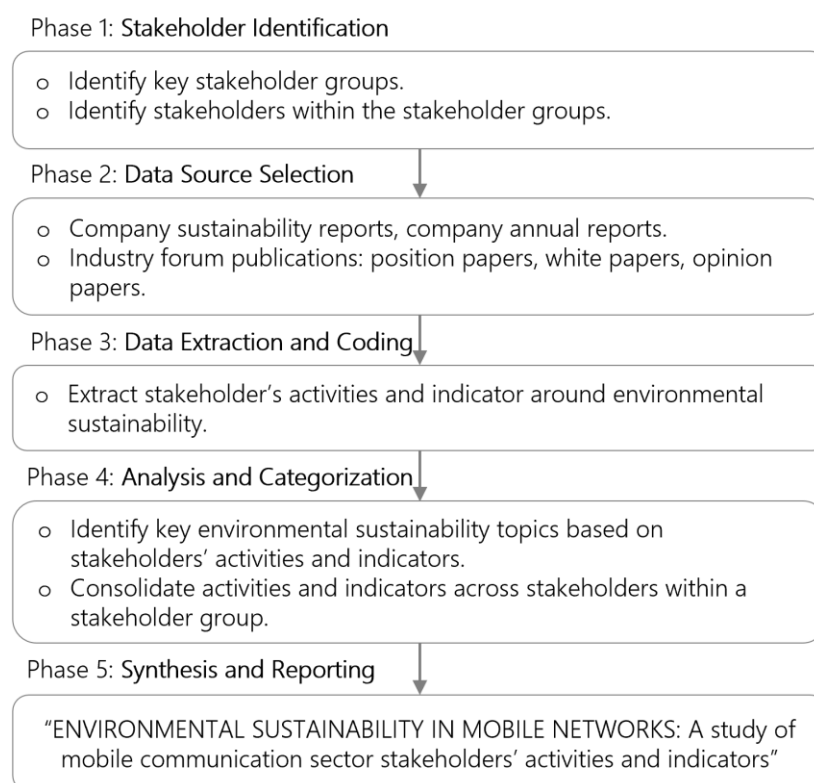 Phase 1: Stakeholder Identification
o Identify key stakeholder groups.
o Identify stakeholders within the stakeholder groups.
Phase 2: Data Source Selection
o Company sustainability reports, company annual reports.
o Industry forum publications: position papers, white papers, opinion
papers.
Phase 3: Data Extraction and Coding
o Extract stakeholder’s activities and indicator around environmental
sustainability.
Phase 4: Analysis and Categorization
o Identify key environmental sustainability topics based on
stakeholders’ activities and indicators.
o Consolidate activities and indicators across stakeholders within a
stakeholder group.
Phase 5: Synthesis and Reporting
“ENVIRONMENTAL SUSTAINABILITY IN MOBILE NETWORKS: A study of
mobile communication sector stakeholders’ activities and indicators”